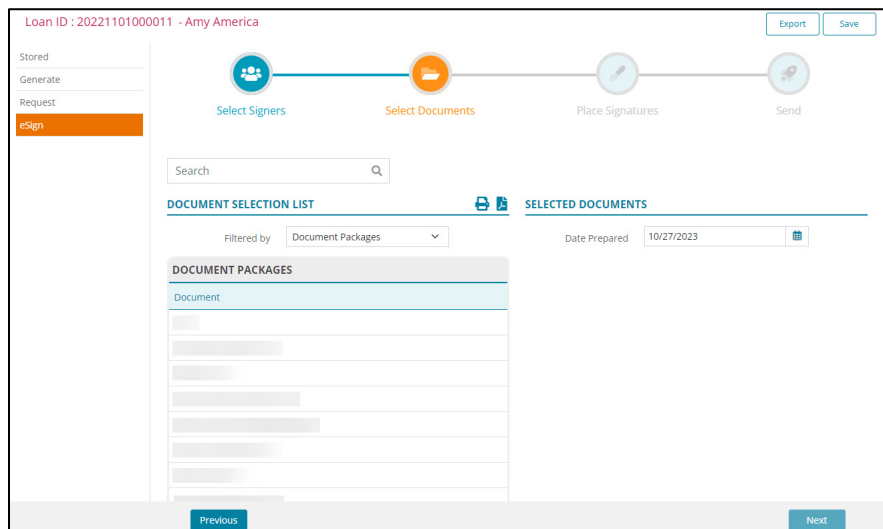 Loan ID : 20221101000011 - Amy America
Export
Save
Stored
Generate
Request
eSign
Select Signers
Select Documents
Place Signatures
Send
Search
DOCUMENT SELECTION LIST
SELECTED DOCUMENTS
Filtered by
Document Packages
Date Prepared
10/27/2023
DOCUMENT PACKAGES
Document
Previous
Next